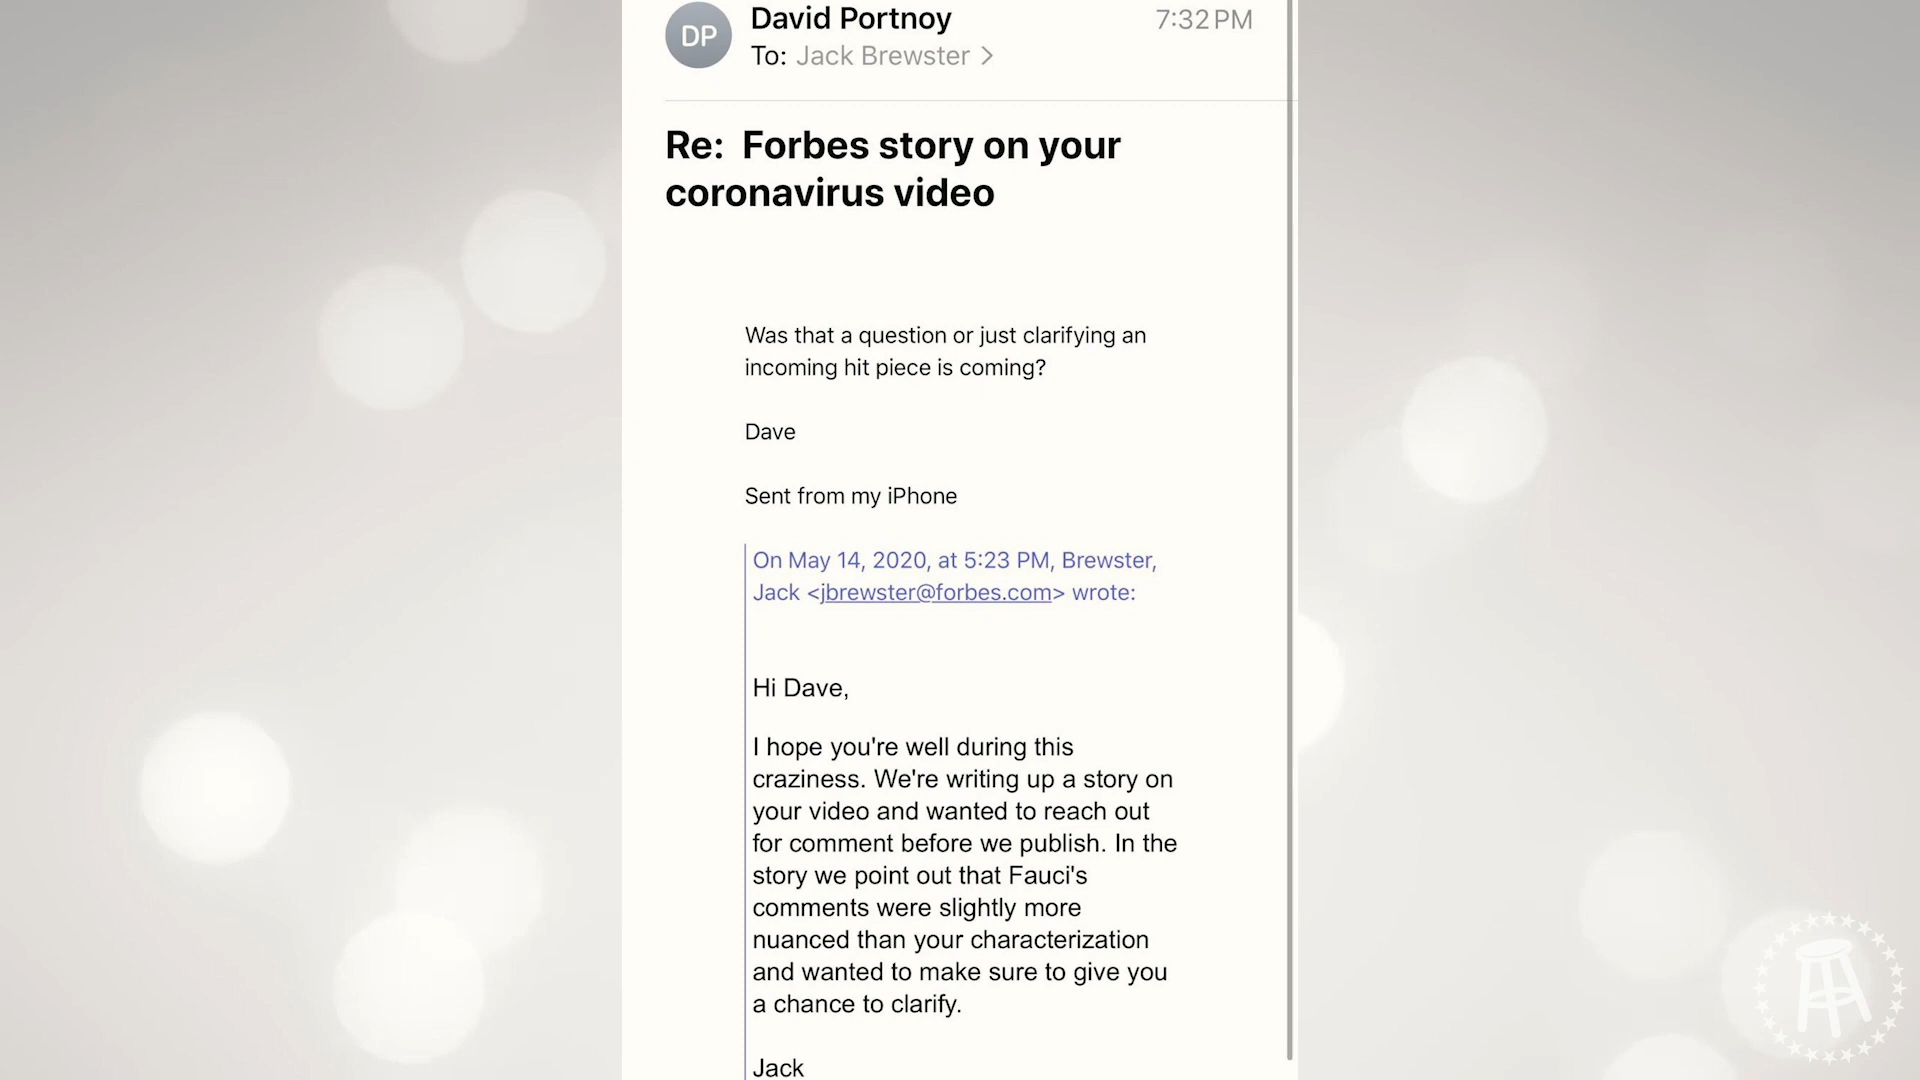 DP
David Portnoy
7:32 PM
To: Jack Brewster >
Re: Forbes story on your
coronavirus video
Was that a question or just clarifying an
incoming hit piece is coming?
Dave
Sent from my iPhone
On May 14, 2020, at 5:23 PM, Brewster,
Jack <jbrewster@forbes.com> wrote:
Hi Dave,
I hope you're well during this
craziness. We're writing up a story on
your video and wanted to reach out
for comment before we publish. In the
story we point out that Fauci's
comments were slightly more
nuanced than your characterization
and wanted to make sure to give you
a chance to clarify.
Jack